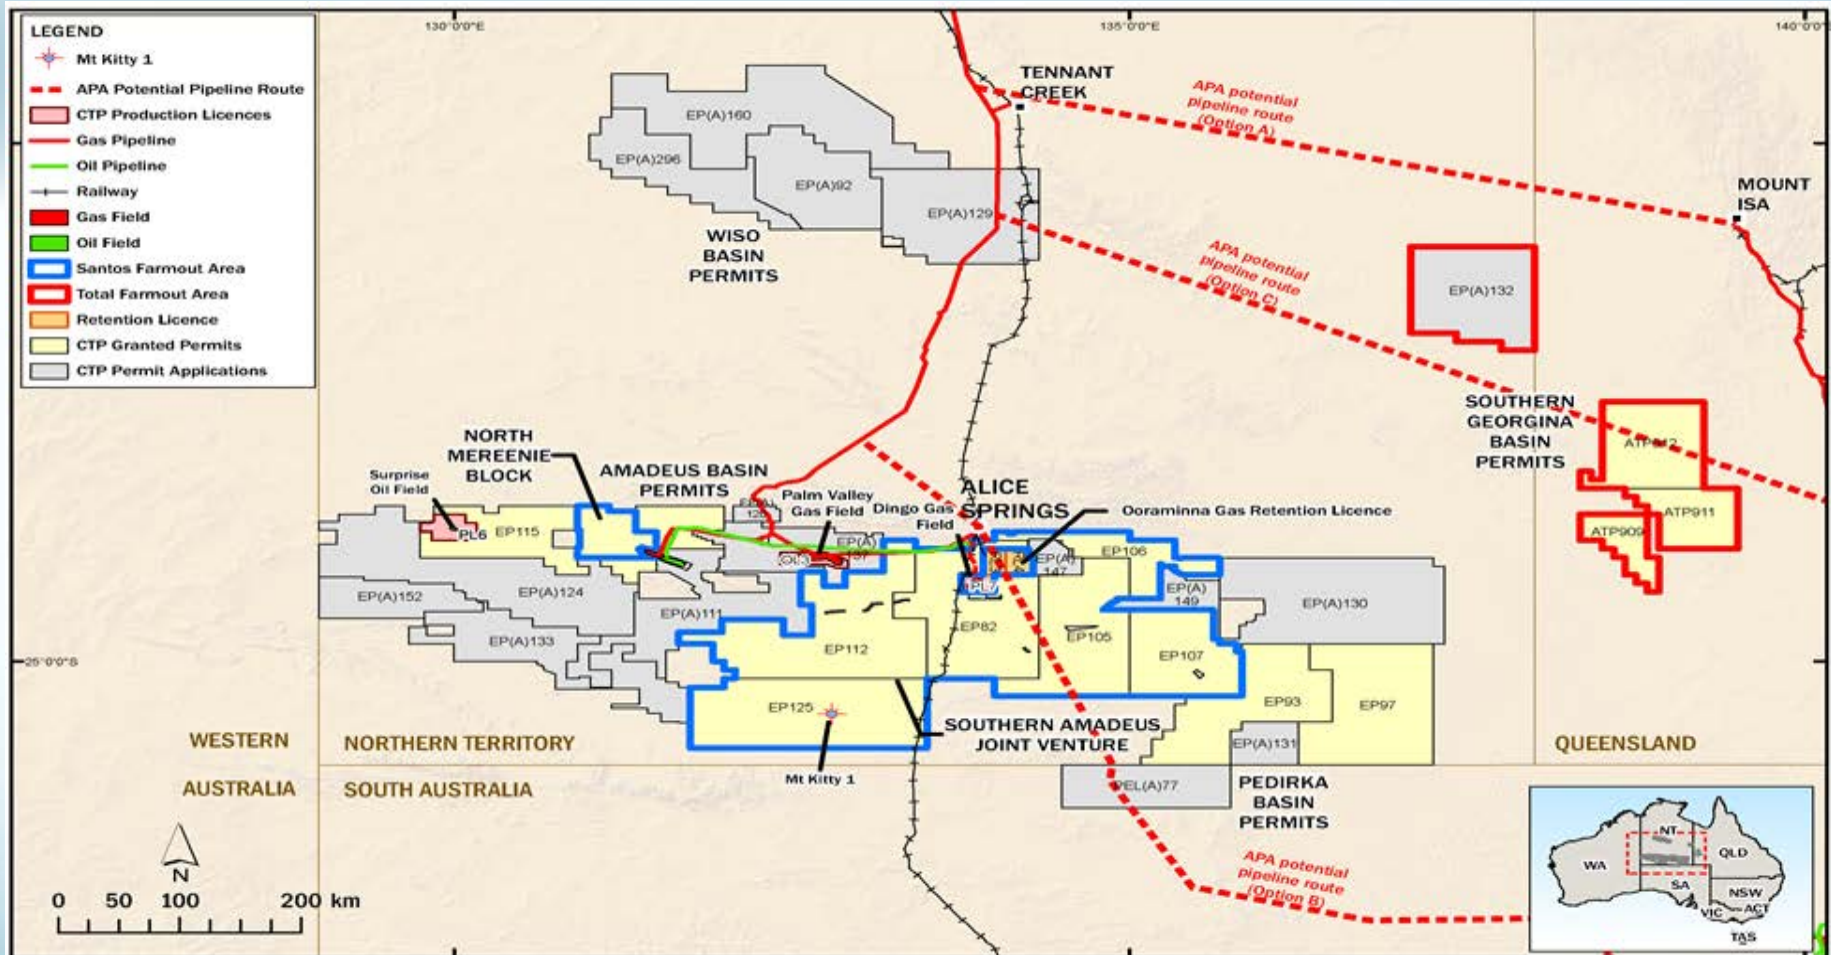 130°0'0"E
135°0'0"E
140°0'0"
LEGEND
Mt Kitty 1
APA Potential Pipeline Route
CTP Production Licences
Gas Pipeline
Oil Pipeline
Railway
Gas Field
Oil Field
Santos Farmout Area
Total Farmout Area
Retention Licence
CTP Granted Permits
CTP Permit Applications
TENNANT
CREEK
APA potential
pipeline route
(Option A)
EP(A)160
EP(A)296
EP(A)92
EP(A)129
WISO
BASIN
PERMITS
MOUNT
ISA
APA potential
pipeline route
(Option C)
EP(A)132
SOUTHERN
GEORGINA
BASIN
PERMITS
ATP911
ATP909
NORTH
MEREENIE
BLOCK
Surprise
Oil Field
AMADEUS BASIN
PERMITS
Palm Valley
Gas Field
Dingo Gas
Field
ALICE
SPRINGS
Ooraminna Gas Retention Licence
PL6
EP115
OL3
EP(A)
EP106
EP(A)
147
PL7
EP(A)
149
EP(A)130
EP(A)152
EP(A)124
EP(A)111
EP(A)133
EP112
EP82
EP105
EP107
25°0'0"S
EP125
EP93
EP97
EP(A)131
SOUTHERN AMADEUS
JOINT VENTURE
Mt Kitty 1
WESTERN
AUSTRALIA
NORTHERN TERRITORY
SOUTH AUSTRALIA
QUEENSLAND
PEL(A)77
PEDIRKA
BASIN
PERMITS
APA potential
pipeline route
(Option B)
N
0 50 100 200 km
NT
WA
QLD
SA
NSW
ACT
VIC
TAS